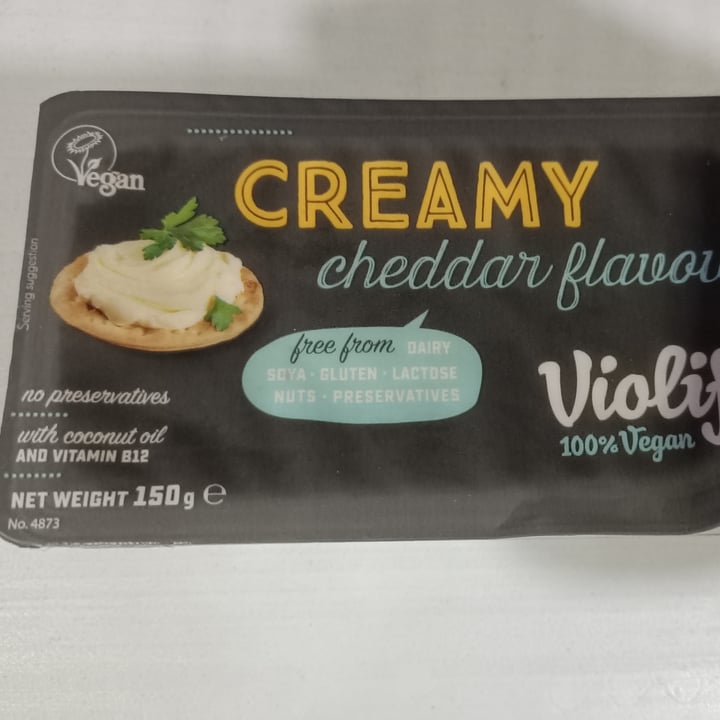 Vegan
CREAMY
cheddar flavou
Serving suggestion
free from DAIRY
SOYA · GLUTEN · LACTOSE
NUTS · PRESERVATIVES
no preservatives
with coconut oil
AND VITAMIN B12
Violif
100% Vegan
NET WEIGHT 150g e
No. 4873